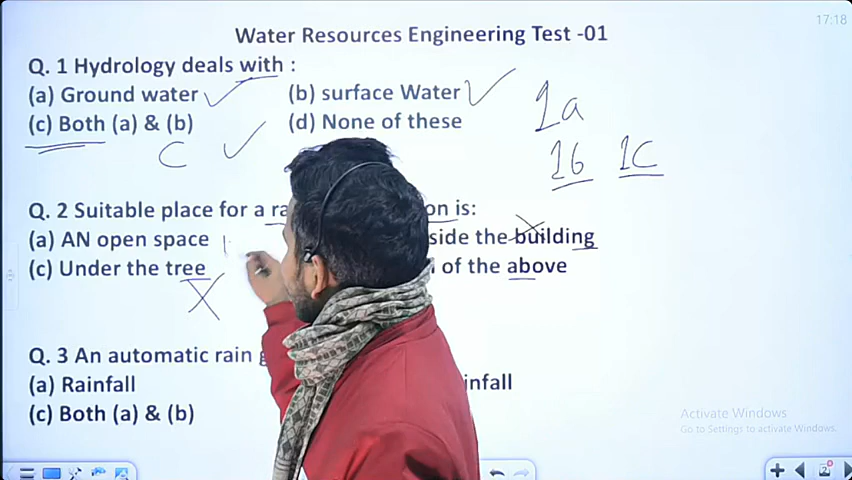 17:18
Water Resources Engineering Test -01
Q. 1 Hydrology deals with :
(a) Ground water (b) surface Water
(c) Both (a) & (b) (d) None of these
1a
C 1b 1C
Q. 2 Suitable place for a on is:
(a) AN open space side the building
(c) Under the tree of the above
Q. 3 An automatic rain
(a) Rainfall infall
(c) Both (a) & (b)
Activate Windows
Go to Settings to activate Windows.
2